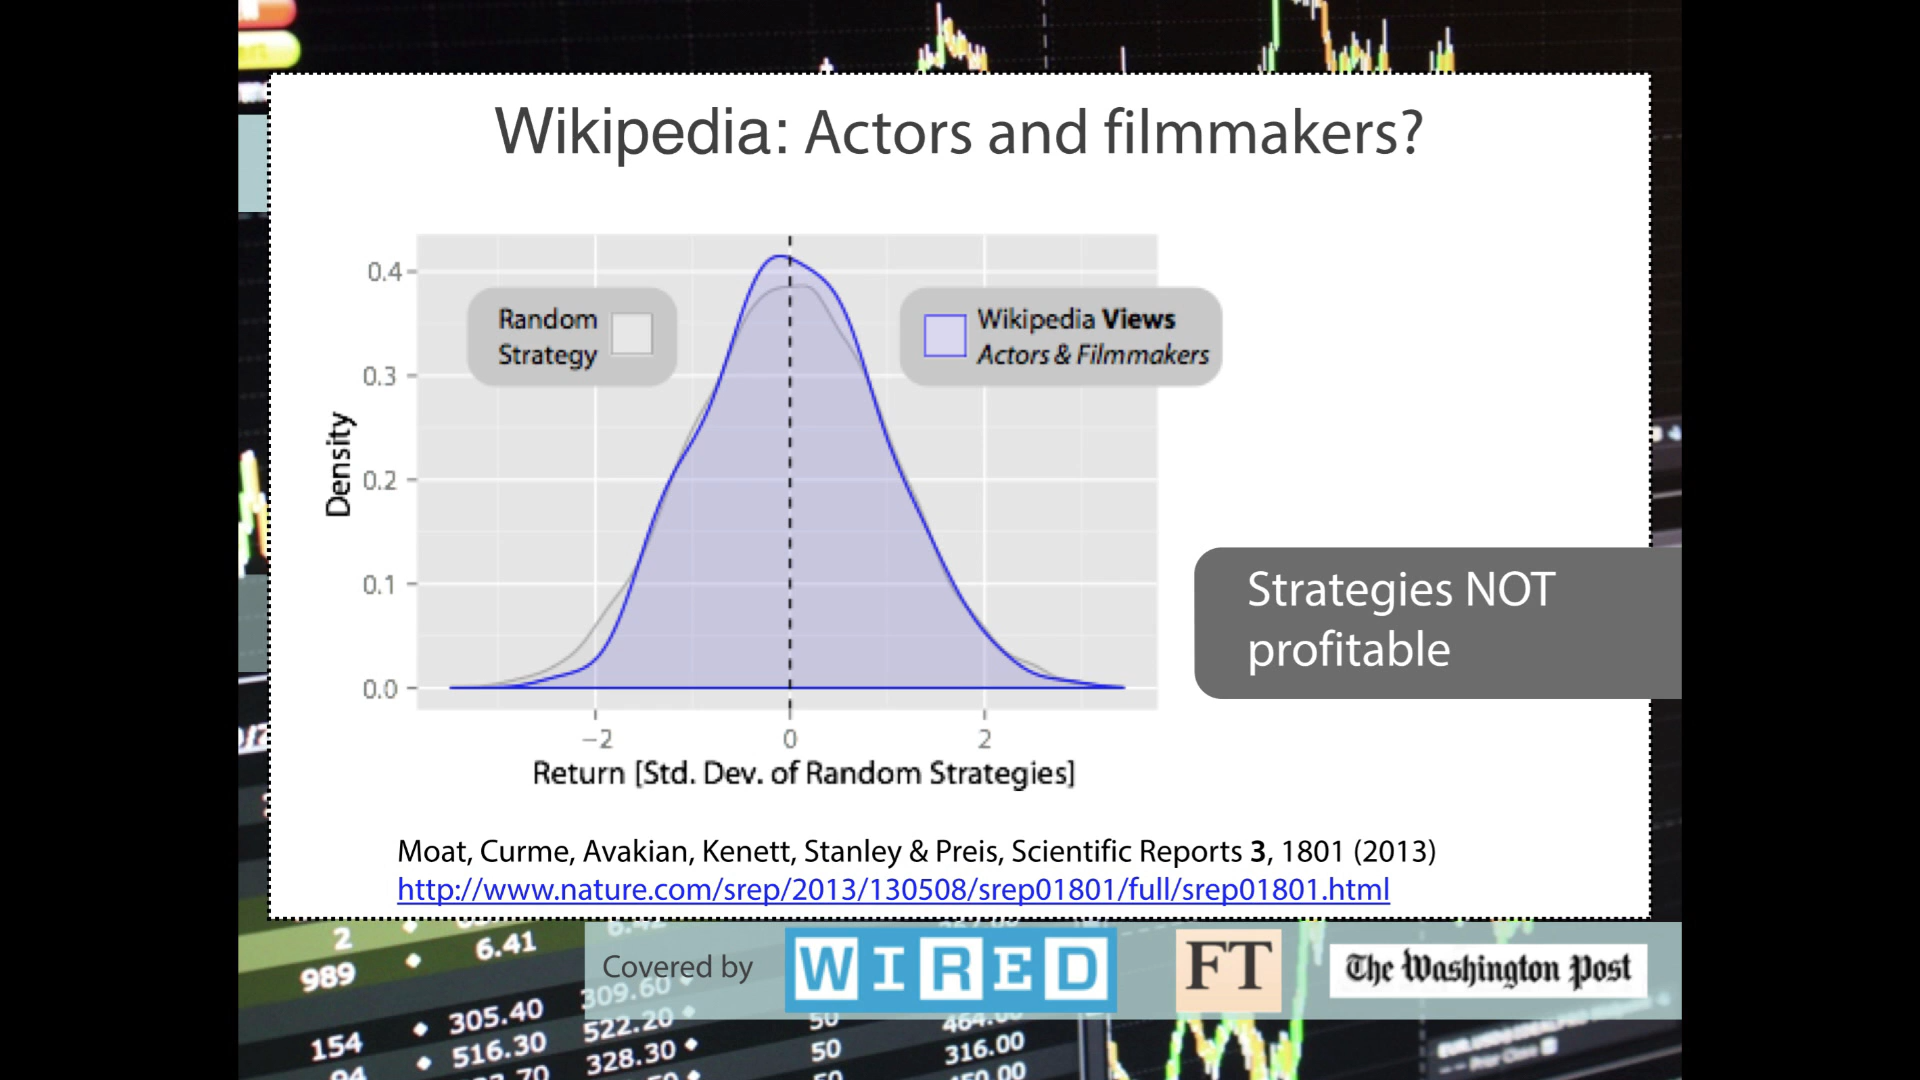 Wikipedia: Actors and filmmakers?
0.4
0.3
0.2
0.1
0.0
Density
Random
Strategy
Wikipedia Views
Actors & Filmmakers
−2
0
2
Return [Std. Dev. of Random Strategies]
Strategies NOT
profitable
Moat, Curme, Avakian, Kenett, Stanley & Preis, Scientific Reports 3, 1801 (2013)
http://www.nature.com/srep/2013/130508/srep01801/full/srep01801.html
Covered by
WIRED
FT
The Washington Post
2
989
6.41
154
305.40
309.60
516.30
522.20
328.30
50
50
464.00
316.00